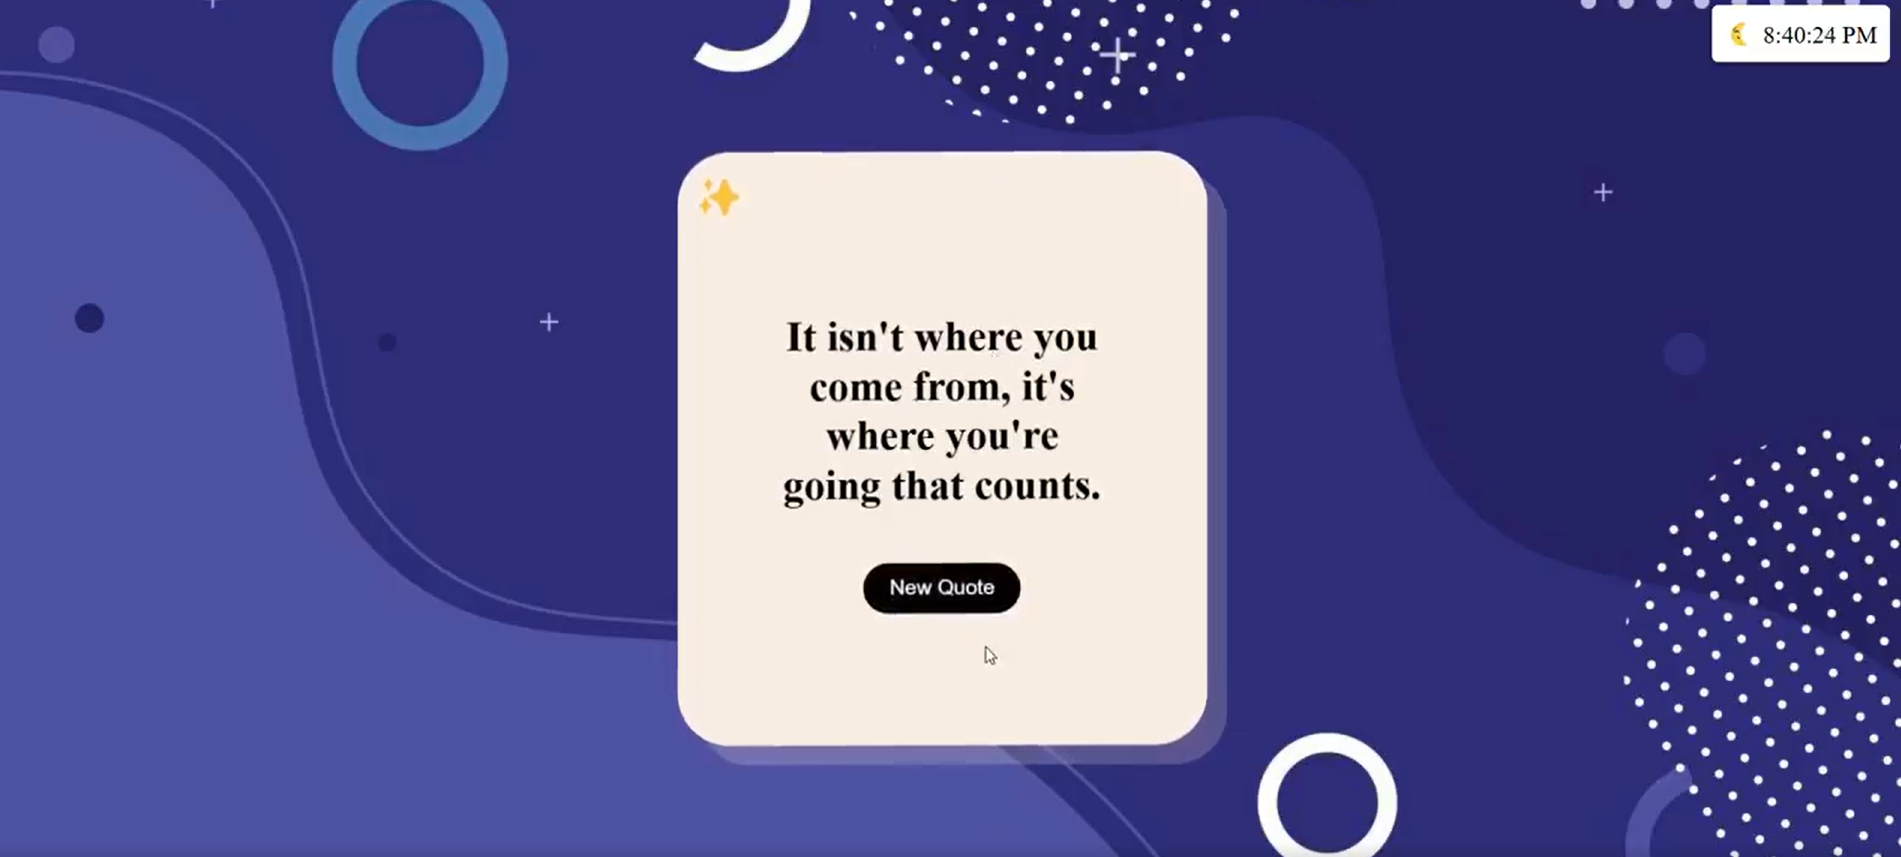 8:40:24 PM
It isn't where you
come from, it's
where you're
going that counts.
New Quote